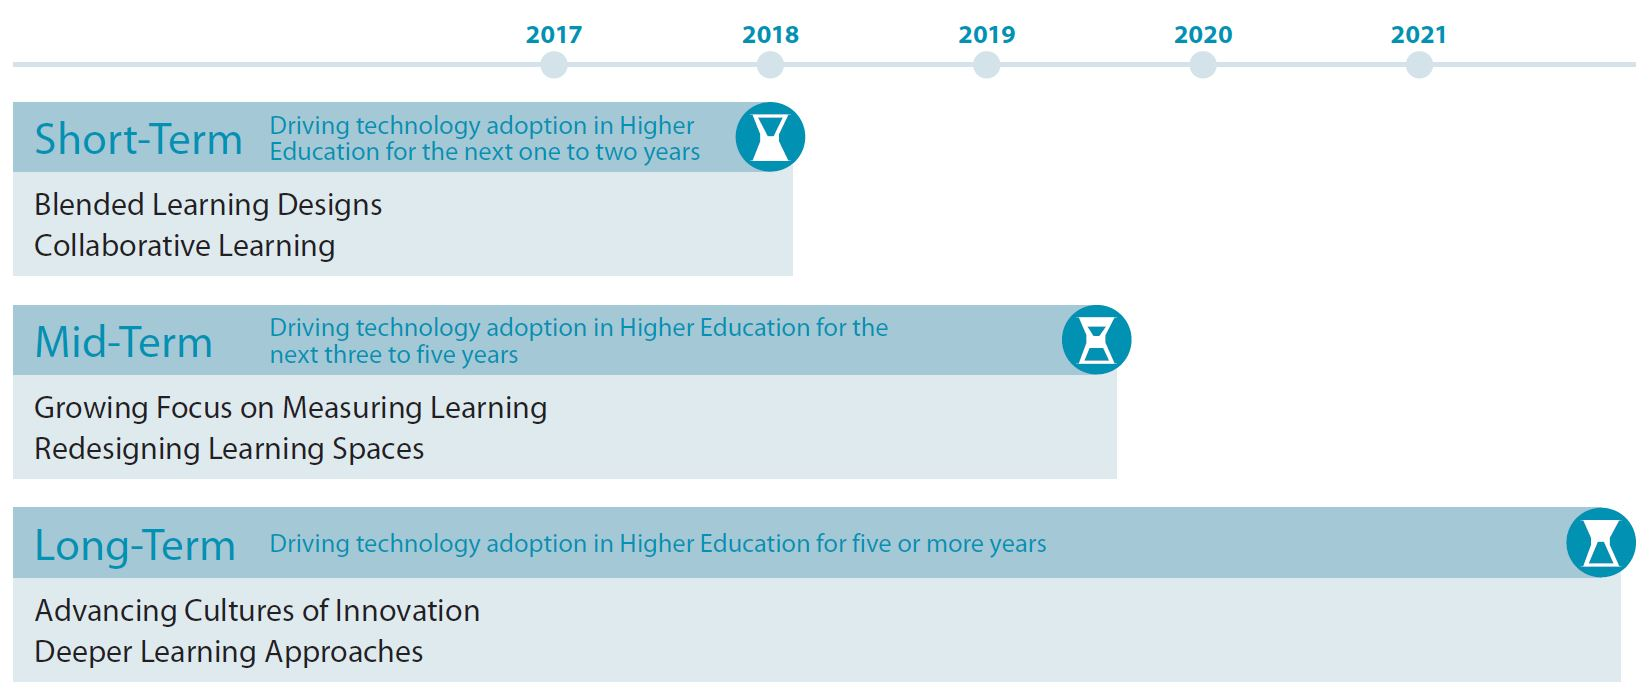 2017 2018 2019 2020 2021
Short-Term
Driving technology adoption in Higher
Education for the next one to two years
Blended Learning Designs
Collaborative Learning
Mid-Term
Driving technology adoption in Higher Education for the
next three to five years
Growing Focus on Measuring Learning
Redesigning Learning Spaces
Long-Term
Driving technology adoption in Higher Education for five or more years
Advancing Cultures of Innovation
Deeper Learning Approaches